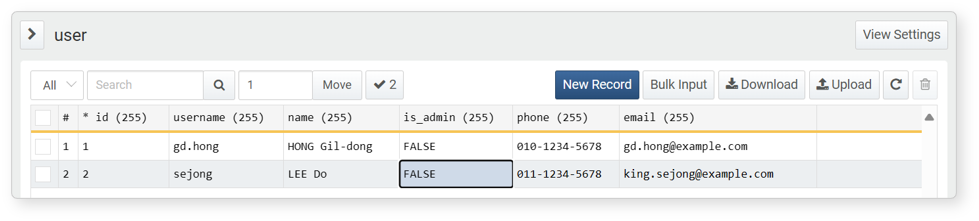 user View Settings
All Search 1 Move 2 New Record Bulk Input Download Upload
# * id (255) username (255) name (255) is_admin (255) phone (255) email (255)
1 1 gd.hong HONG Gil-dong FALSE 010-1234-5678 gd.hong@example.com
2 2 sejong LEE Do FALSE 011-1234-5678 king.sejong@example.com